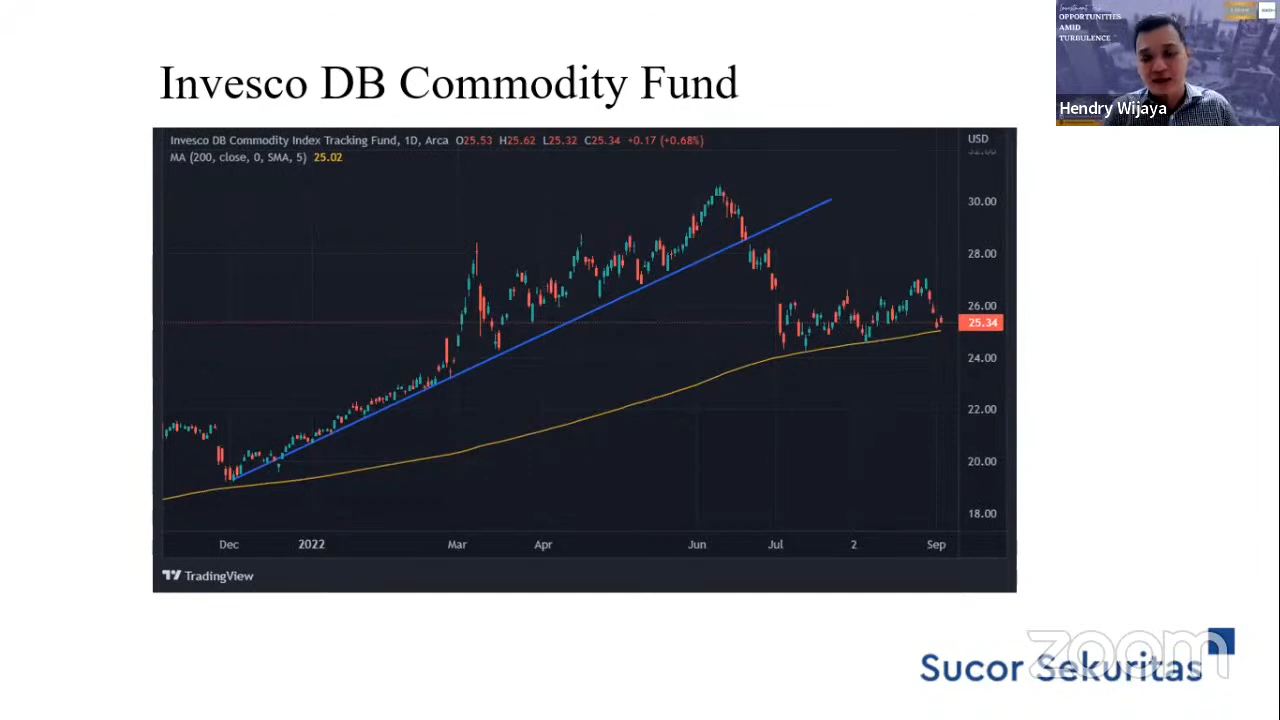 Invesco DB Commodity Fund
Investment
OPPORTUNITIES
AMID
TURBULENCE
Hendry Wijaya
Invesco DB Commodity Index Tracking Fund, 1D, Arca O25.53 H25.62 L25.32 C25.34 +0.17 (+0.68%)
MA (200, close, 0, SMA, 5) 25.02
USD
32.00
30.00
28.00
26.00
25.34
24.00
22.00
20.00
18.00
Dec 2022 Mar Apr Jun Jul 2 Sep
TradingView
zoom
Sucor Sekuritas